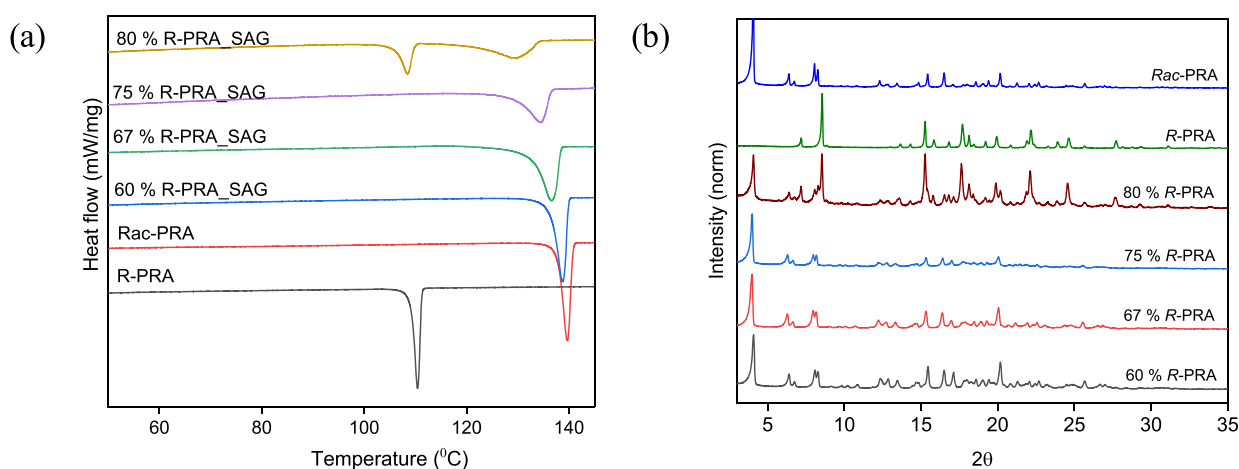 (a)
80 % R-PRA_SAG
75 % R-PRA_SAG
67 % R-PRA_SAG
60 % R-PRA_SAG
Rac-PRA
R-PRA
Heat flow (mW/mg)
60 80 100 120 140
Temperature (⁰C)
(b)
Rac-PRA
R-PRA
80 % R-PRA
75 % R-PRA
67 % R-PRA
60 % R-PRA
Intensity (norm)
5 10 15 20 25 30 35
2θ